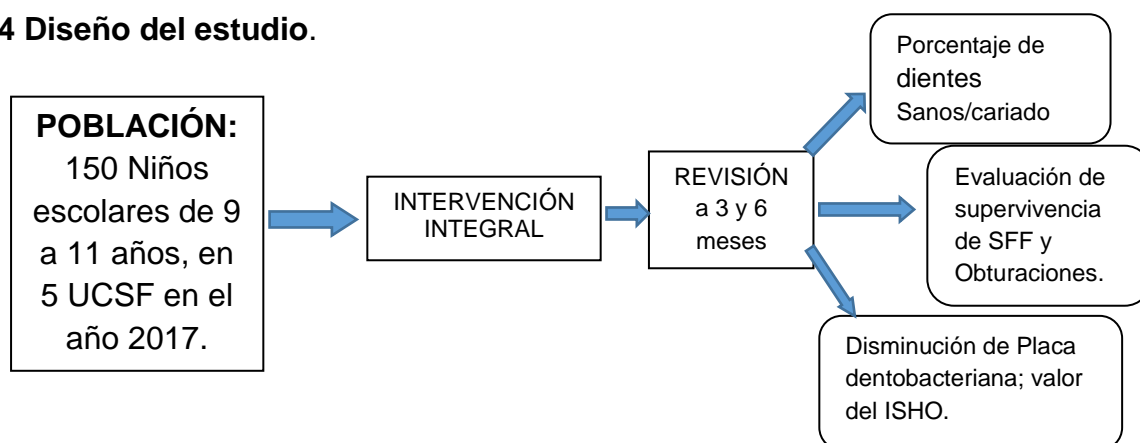 4 Diseño del estudio.
POBLACIÓN:
150 Niños
escolares de 9
a 11 años, en
5 UCSF en el
año 2017.
INTERVENCIÓN
INTEGRAL
REVISIÓN
a 3 y 6
meses
Porcentaje de
dientes
Sanos/cariado
Evaluación de
supervivencia
de SFF y
Obturaciones.
Disminución de Placa
dentobacteriana; valor
del ISHO.